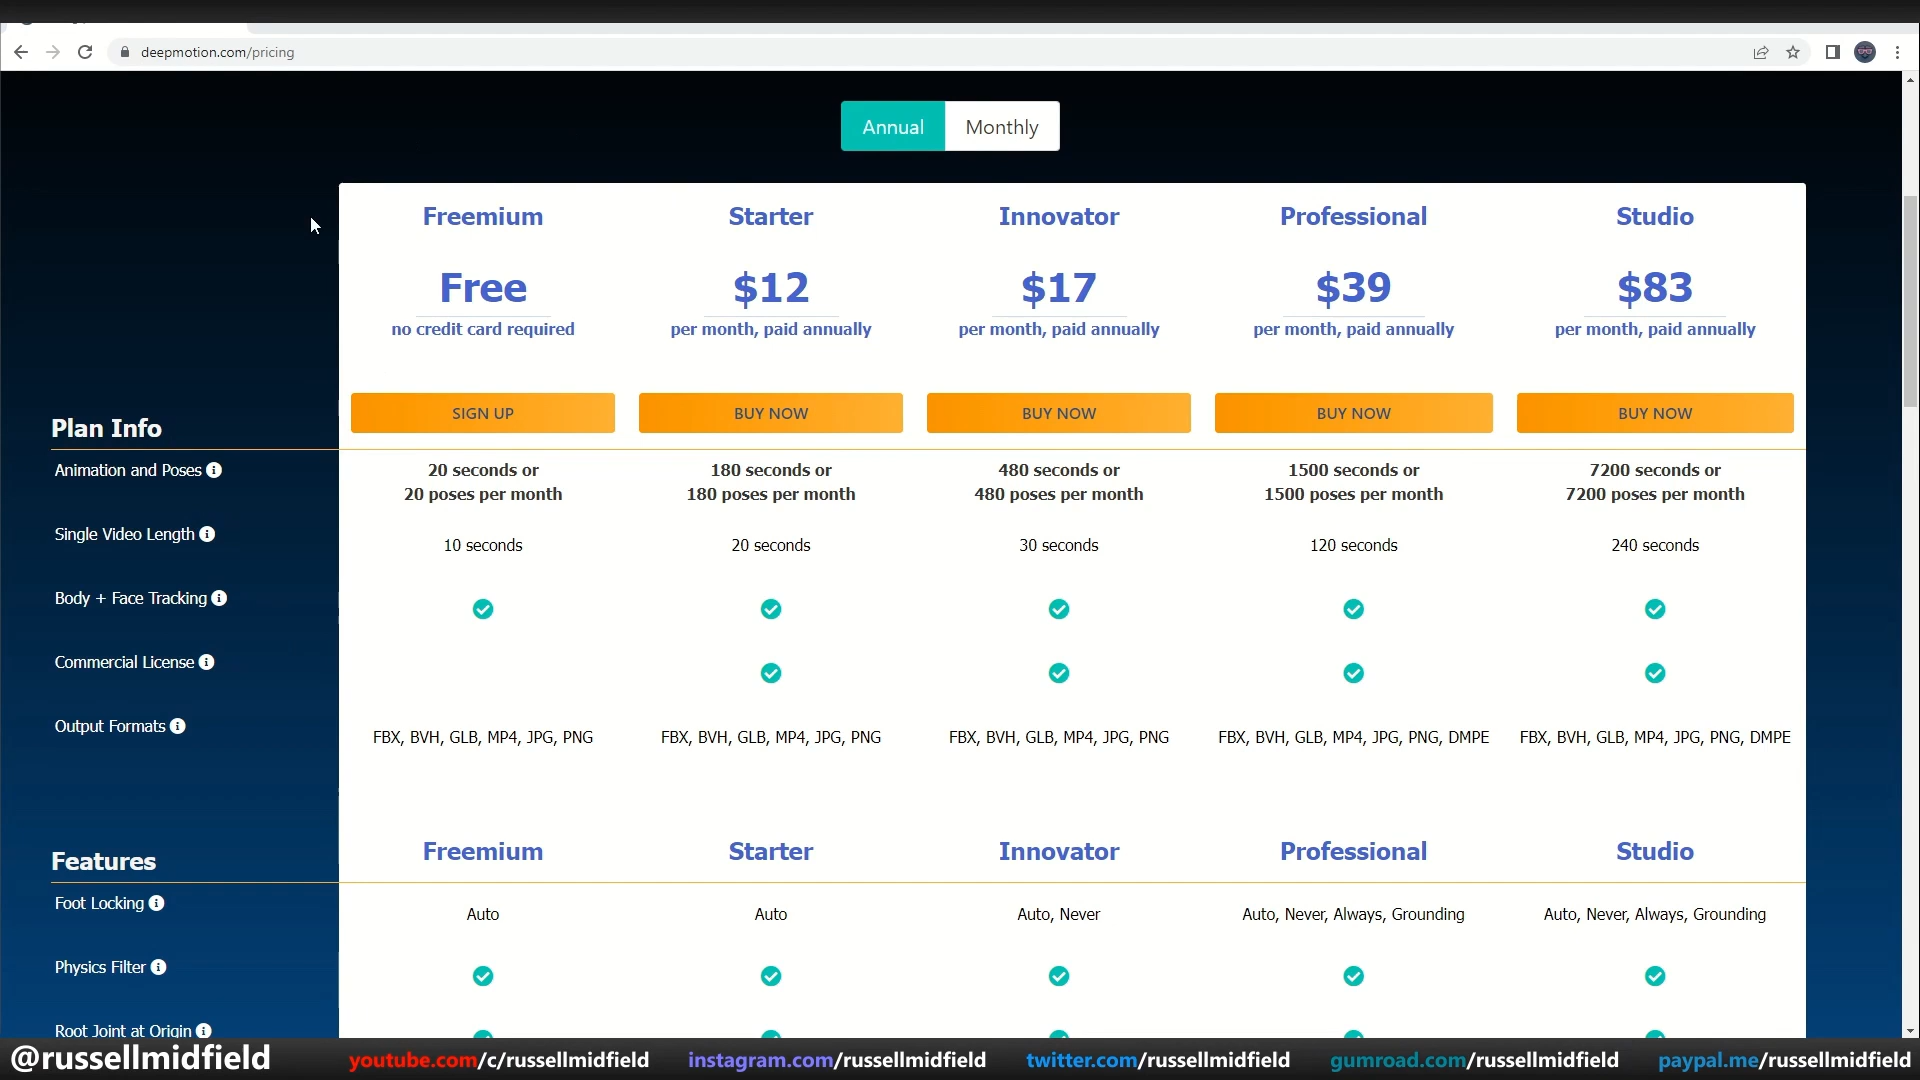 deepmotion.com/pricing
Annual Monthly
Freemium Starter Innovator Professional Studio
Free $12 $17 $39 $83
no credit card required per month, paid annually per month, paid annually per month, paid annually per month, paid annually
SIGN UP BUY NOW BUY NOW BUY NOW BUY NOW
Plan Info
Animation and Poses 20 seconds or 180 seconds or 480 seconds or 1500 seconds or 7200 seconds or
20 poses per month 180 poses per month 480 poses per month 1500 poses per month 7200 poses per month
Single Video Length 10 seconds 20 seconds 30 seconds 120 seconds 240 seconds
Body + Face Tracking
Commercial License
Output Formats FBX, BVH, GLB, MP4, JPG, PNG FBX, BVH, GLB, MP4, JPG, PNG FBX, BVH, GLB, MP4, JPG, PNG FBX, BVH, GLB, MP4, JPG, PNG, DMPE FBX, BVH, GLB, MP4, JPG, PNG, DMPE
Features Freemium Starter Innovator Professional Studio
Foot Locking Auto Auto Auto, Never Auto, Never, Always, Grounding Auto, Never, Always, Grounding
Physics Filter
Root Joint at Origin
@russellmidfield youtube.com/c/russellmidfield instagram.com/russellmidfield twitter.com/russellmidfield gumroad.com/russellmidfield paypal.me/russellmidfield